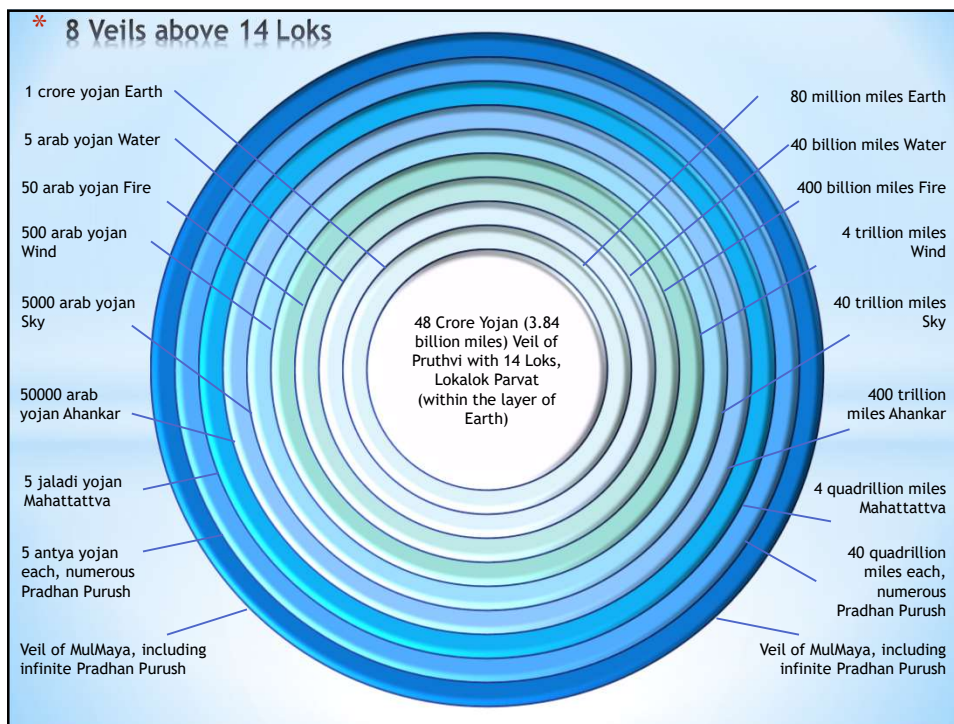 * 8 Veils above 14 Loks
1 crore yojan Earth
5 arab yojan Water
50 arab yojan Fire
500 arab yojan
Wind
5000 arab yojan
Sky
50000 arab
yojan Ahankar
5 jaladi yojan
Mahattattva
5 antya yojan
each, numerous
Pradhan Purush
Veil of MulMaya, including
infinite Pradhan Purush
48 Crore Yojan (3.84
billion miles) Veil of
Pruthvi with 14 Loks,
Lokalok Parvat
(within the layer of
Earth)
80 million miles Earth
40 billion miles Water
400 billion miles Fire
4 trillion miles
Wind
40 trillion miles
Sky
400 trillion
miles Ahankar
4 quadrillion miles
Mahattattva
40 quadrillion
miles each,
numerous
Pradhan Purush
Veil of MulMaya, including
infinite Pradhan Purush